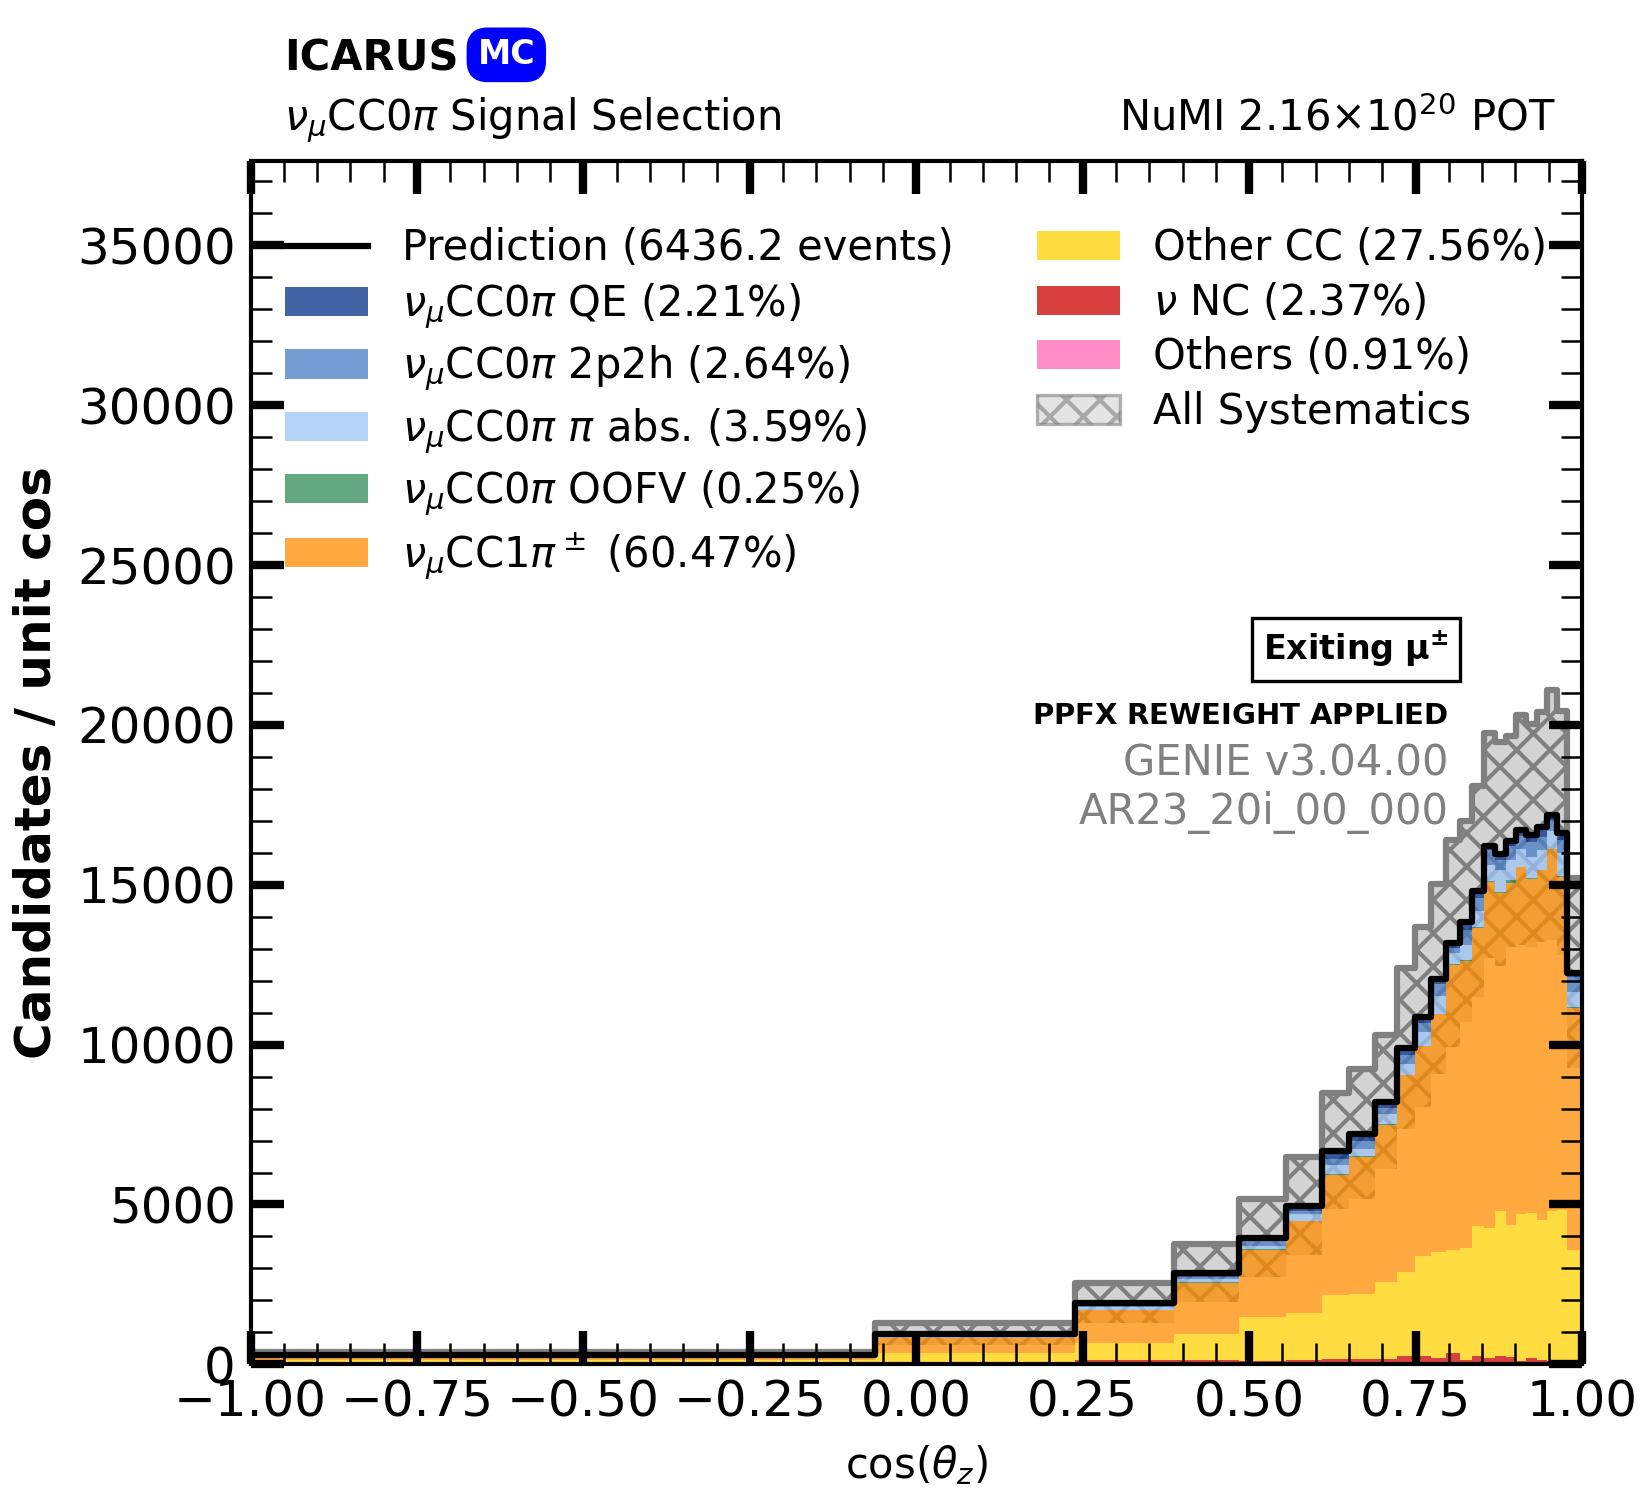 ICARUS MC
νμCC0π Signal Selection
NuMI 2.16×10²⁰ POT
Candidates / unit cos
35000
30000
25000
20000
15000
10000
5000
0
Prediction (6436.2 events)
νμCC0π QE (2.21%)
νμCC0π 2p2h (2.64%)
νμCC0π π abs. (3.59%)
νμCC0π OOFV (0.25%)
νμCC1π± (60.47%)
Other CC (27.56%)
ν NC (2.37%)
Others (0.91%)
All Systematics
Exiting μ±
PPFX REWEIGHT APPLIED
GENIE v3.04.00
AR23_20i_00_000
−1.00 −0.75 −0.50 −0.25 0.00 0.25 0.50 0.75 1.00
cos(θz)